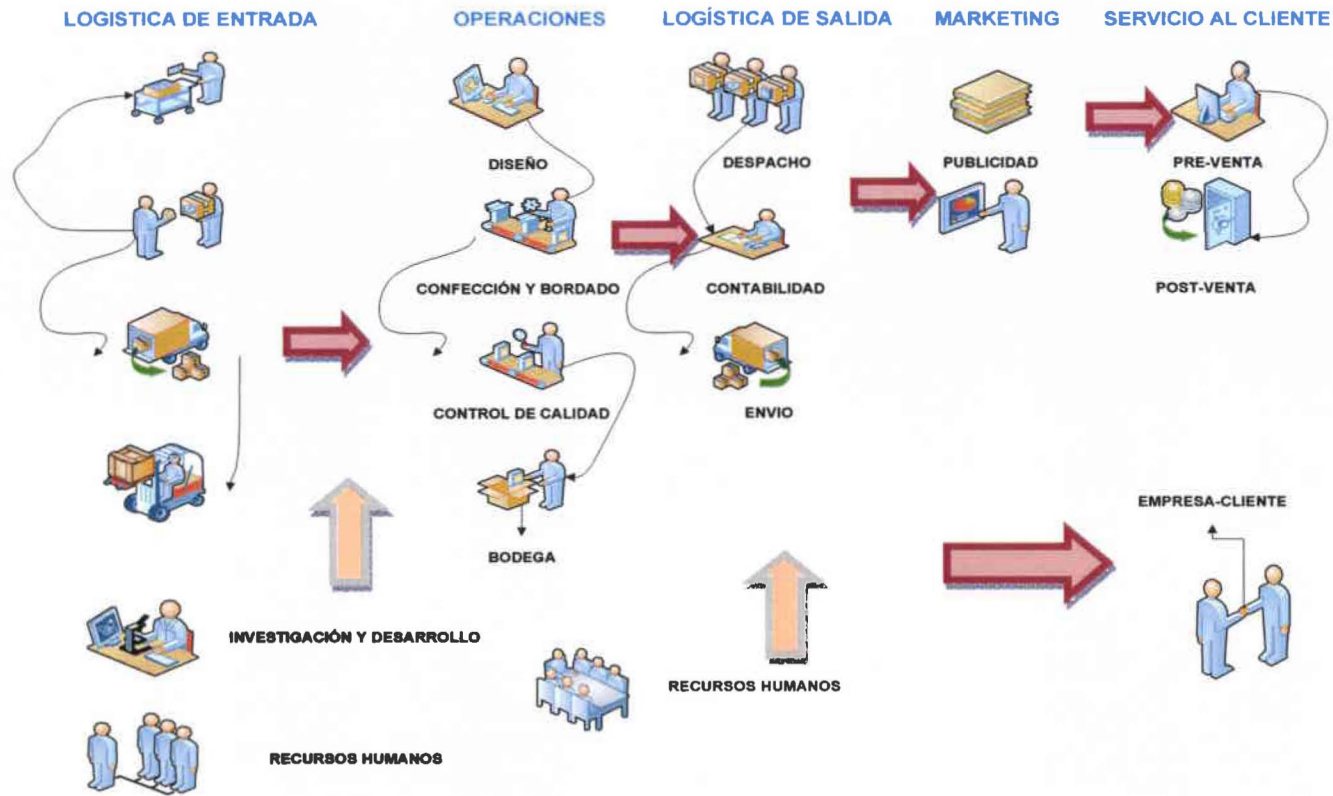 LOGISTICA DE ENTRADA
OPERACIONES
LOGÍSTICA DE SALIDA
MARKETING
SERVICIO AL CLIENTE
DISEÑO
DESPACHO
PUBLICIDAD
PRE-VENTA
CONFECCIÓN Y BORDADO
CONTABILIDAD
POST-VENTA
CONTROL DE CALIDAD
ENVIO
EMPRESA-CLIENTE
BODEGA
INVESTIGACIÓN Y DESARROLLO
RECURSOS HUMANOS
RECURSOS HUMANOS